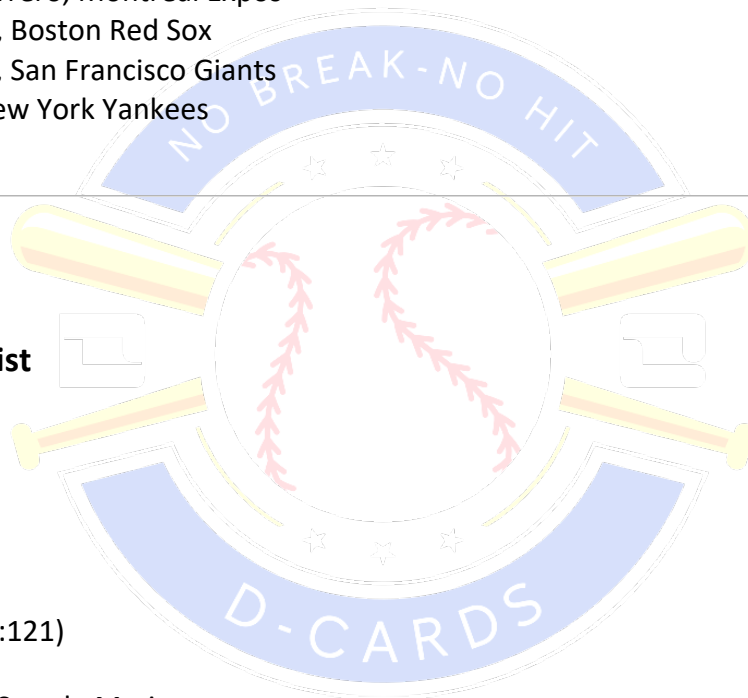 , Boston Red Sox
, San Francisco Giants
ew York Yankees
NO BREAK-NO HIT
ist
D-CARDS
:121)